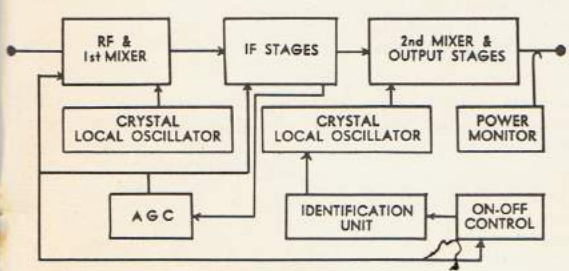 RF &
1st MIXER
IF STAGES
2nd MIXER &
OUTPUT STAGES
CRYSTAL
LOCAL OSCILLATOR
CRYSTAL
LOCAL OSCILLATOR
POWER
MONITOR
AGC
IDENTIFICATION
UNIT
ON-OFF
CONTROL